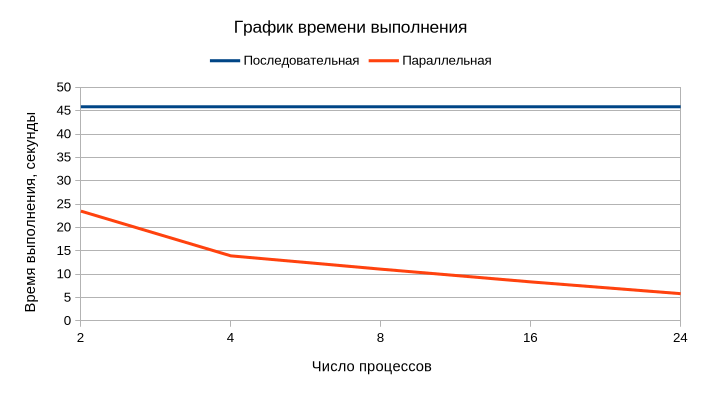 График времени выполнения
Последовательная Параллельная
Время выполнения, секунды
50
45
40
35
30
25
20
15
10
5
0
2 4 8 16 24
Число процессов